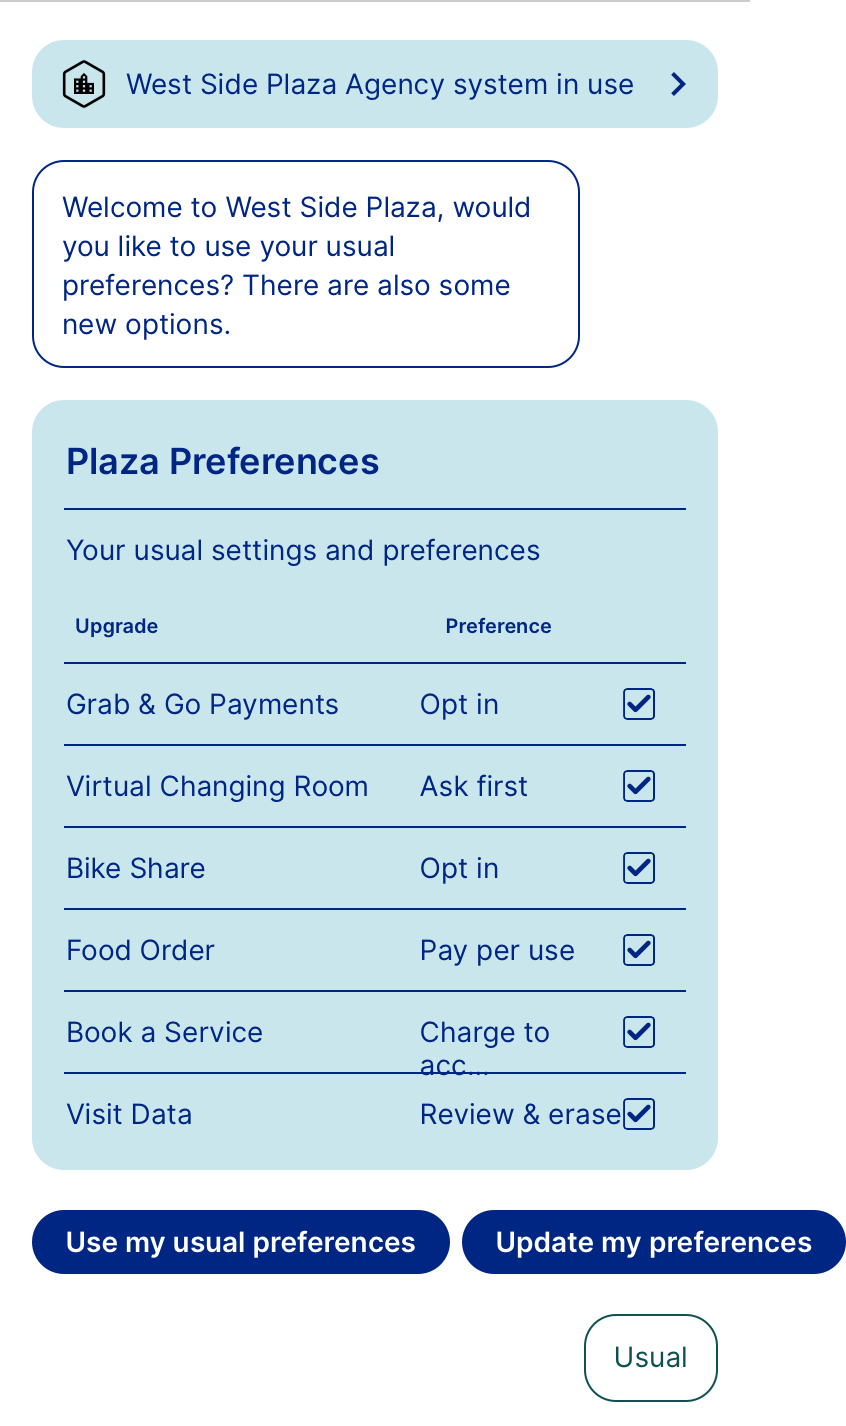 West Side Plaza Agency system in use
Welcome to West Side Plaza, would
you like to use your usual
preferences? There are also some
new options.
Plaza Preferences
Your usual settings and preferences
Upgrade Preference
Grab & Go Payments Opt in
Virtual Changing Room Ask first
Bike Share Opt in
Food Order Pay per use
Book a Service Charge to
acc...
Visit Data Review & erase
Use my usual preferences Update my preferences
Usual